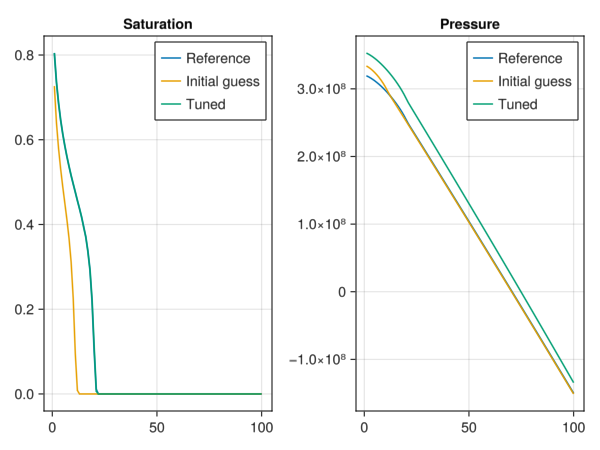 Saturation
Reference
Initial guess
Tuned
0.8
0.6
0.4
0.2
0.0
0
50
100
Pressure
Reference
Initial guess
Tuned
3.0×10⁸
2.0×10⁸
1.0×10⁸
0
−1.0×10⁸
0
50
100